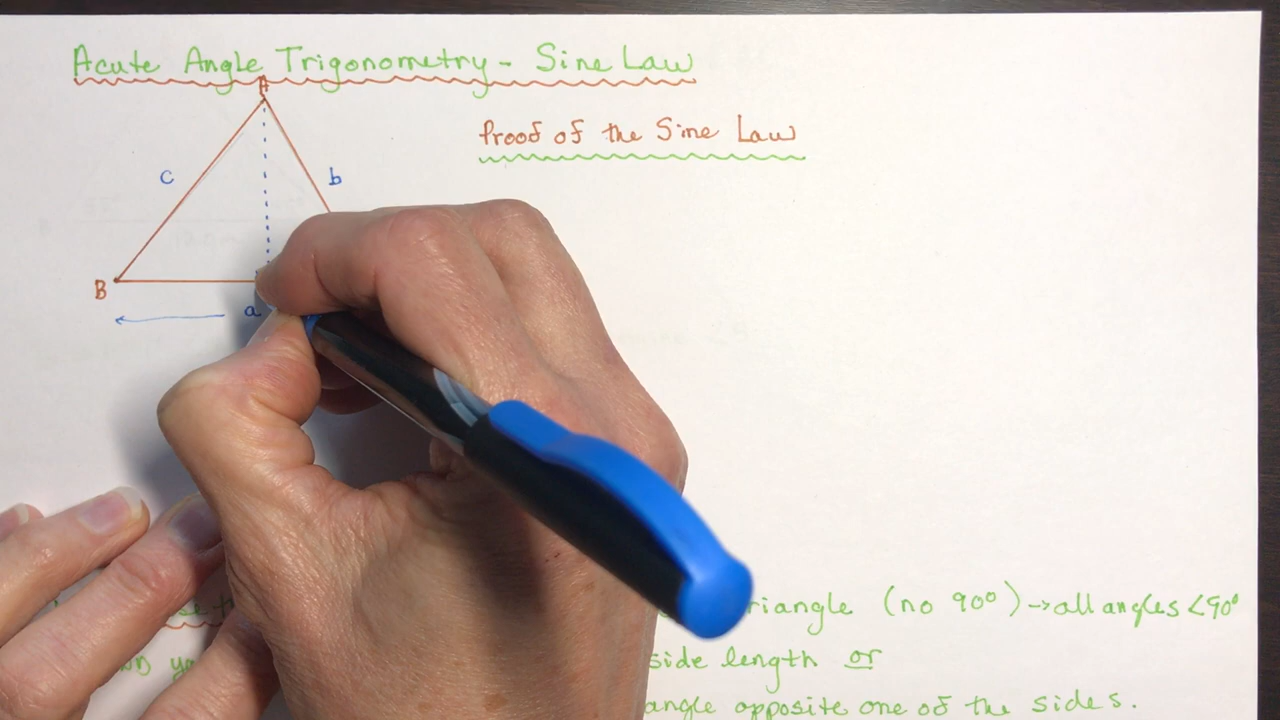 Acute Angle Trigonometry - Sine Law
A
Proof of the Sine Law
c
b
B
a
riangle (no 90°) → all angles < 90°
side length or
angle opposite one of the sides.